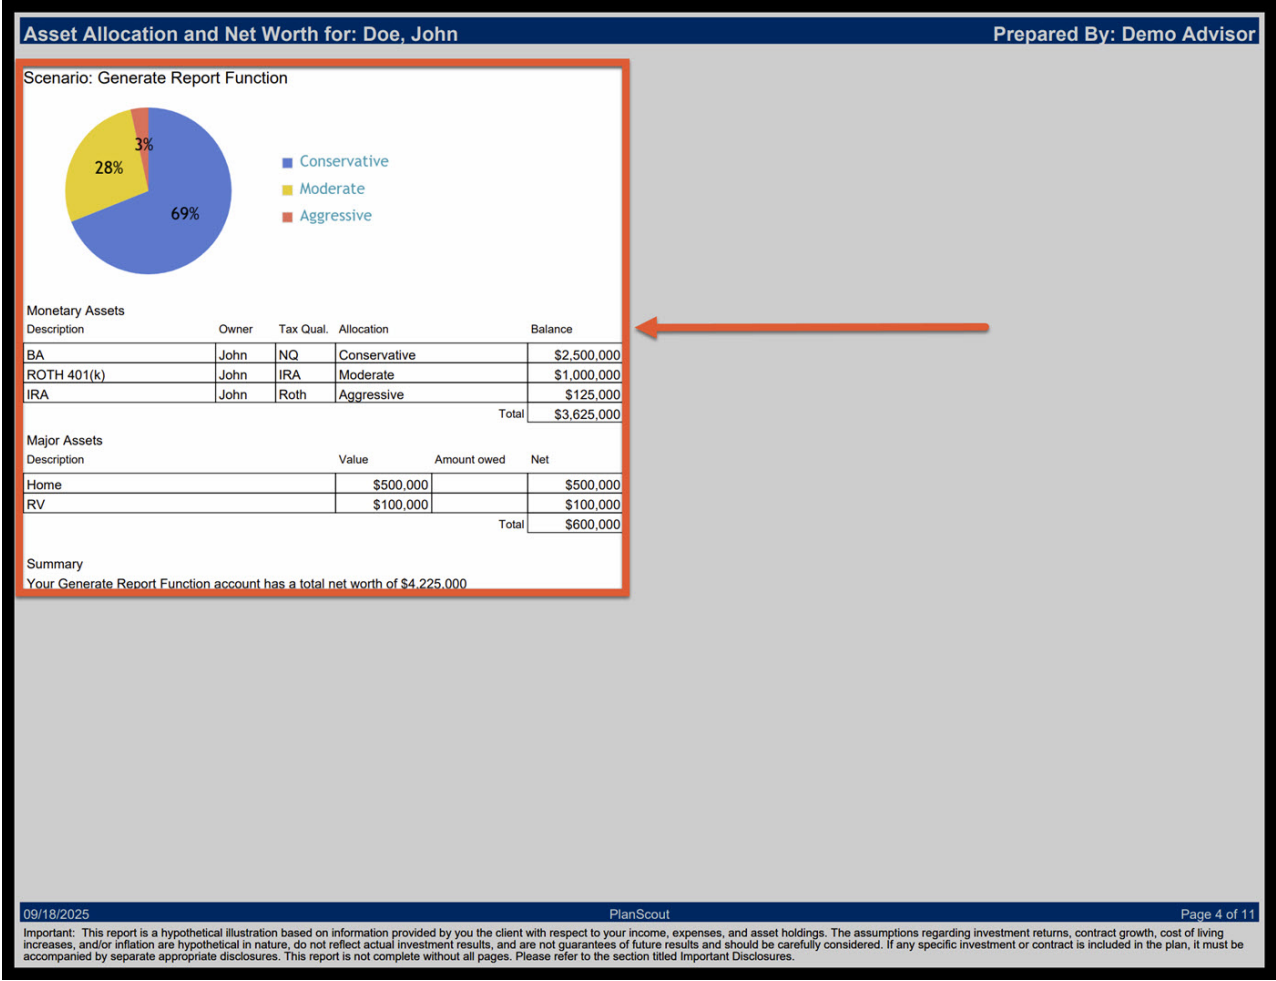 Asset Allocation and Net Worth for: Doe, John Prepared By: Demo Advisor
Scenario: Generate Report Function
3%
28%
69%
Conservative
Moderate
Aggressive
Monetary Assets
Description Owner Tax Qual. Allocation Balance
BA John NQ Conservative $2,500,000
ROTH 401(k) John IRA Moderate $1,000,000
IRA John Roth Aggressive $125,000
Total $3,625,000
Major Assets
Description Value Amount owed Net
Home $500,000 $500,000
RV $100,000 $100,000
Total $600,000
Summary
Your Generate Report Function account has a total net worth of $4,225,000
09/18/2025 PlanScout Page 4 of 11
Important: This report is a hypothetical illustration based on information provided by you the client with respect to your income, expenses, and asset holdings. The assumptions regarding investment returns, contract growth, cost of living
increases, and/or inflation are hypothetical in nature, do not reflect actual investment results, and are not guarantees of future results and should be carefully considered. If any specific investment or contract is included in the plan, it must be
accompanied by separate appropriate disclosures. This report is not complete without all pages. Please refer to the section titled Important Disclosures.